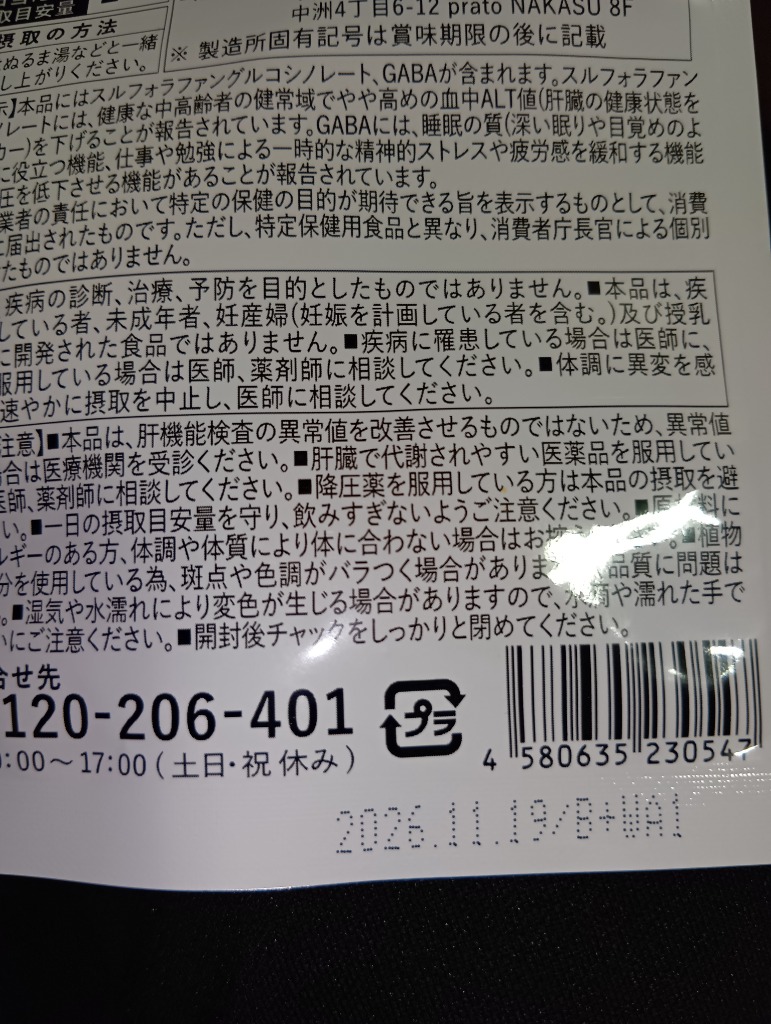 取目安量
中洲4丁目6-12 prato NAKASU 8F
摂取の方法
※ 製造所固有記号は賞味期限の後に記載
ぬるま湯などと一緒
し上がりください。
】本品にはスルフォラファングルコシノレート、GABAが含まれます。スルフォラファン
ノレートには、健康な中高齢者の健常域でやや高めの血中ALT値(肝臓の健康状態を
カー)を下げることが報告されています。GABAには、睡眠の質(深い眠りや目覚めのよ
に役立つ機能、仕事や勉強による一時的な精神的ストレスや疲労感を緩和する機能
圧を低下させる機能があることが報告されています。
業者の責任において特定の保健の目的が期待できる旨を表示するものとして、消費
に届出されたものです。ただし、特定保健用食品と異なり、消費者庁長官による個別
たものではありません。
疾病の診断、治療、予防を目的としたものではありません。■本品は、疾
している者、未成年者、妊産婦(妊娠を計画している者を含む。)及び授乳
に開発された食品ではありません。■疾病に罹患している場合は医師に、
服用している場合は医師、薬剤師に相談してください。■体調に異変を感
速やかに摂取を中止し、医師に相談してください。
注意】■本品は、肝機能検査の異常値を改善させるものではないため、異常値
合は医療機関を受診ください。■肝臓で代謝されやすい医薬品を服用してい
医師、薬剤師に相談してください。■降圧薬を服用している方は本品の摂取を避
い。■一日の摂取目安量を守り、飲みすぎないようご注意ください。■原材料に
ルギーのある方、体調や体質により体に合わない場合はお控え ■植物
分を使用している為、斑点や色調がバラつく場合がありま 品質に問題は
。■湿気や水濡れにより変色が生じる場合がありますので、水滴や濡れた手で
いにご注意ください。■開封後チャックをしっかりと閉めてください。
合せ先
120-206-401
プラ
:00〜17:00(土日・祝 休み)
4 580635 230547
2026.11.19/B+WA1